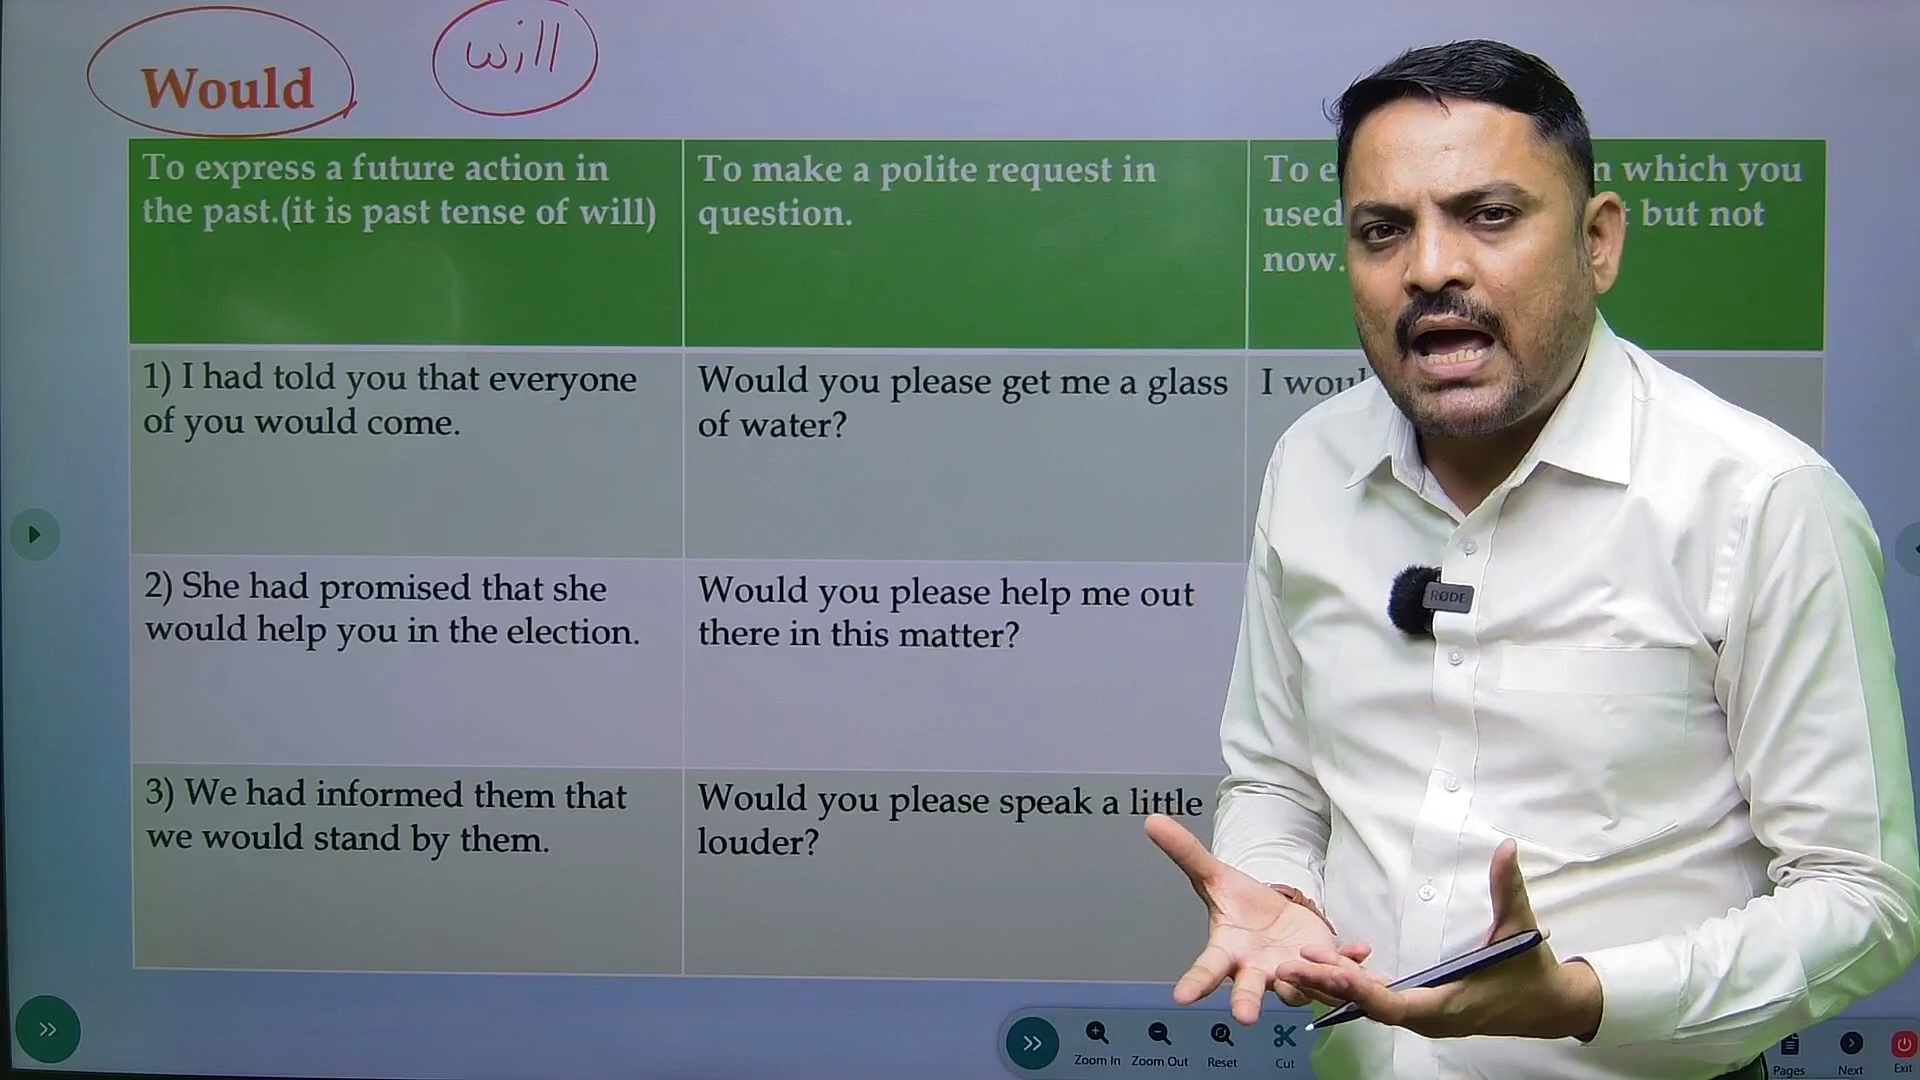 Would
will
To express a future action in
the past.(it is past tense of will)
To make a polite request in
question.
To
which you
used
but not
now.
1) I had told you that everyone
of you would come.
Would you please get me a glass
of water?
I
2) She had promised that she
would help you in the election.
Would you please help me out
there in this matter?
3) We had informed them that
we would stand by them.
Would you please speak a little
louder?
RØDE
Zoom In
Zoom Out
Reset
Cut
Pages
Next
Exit